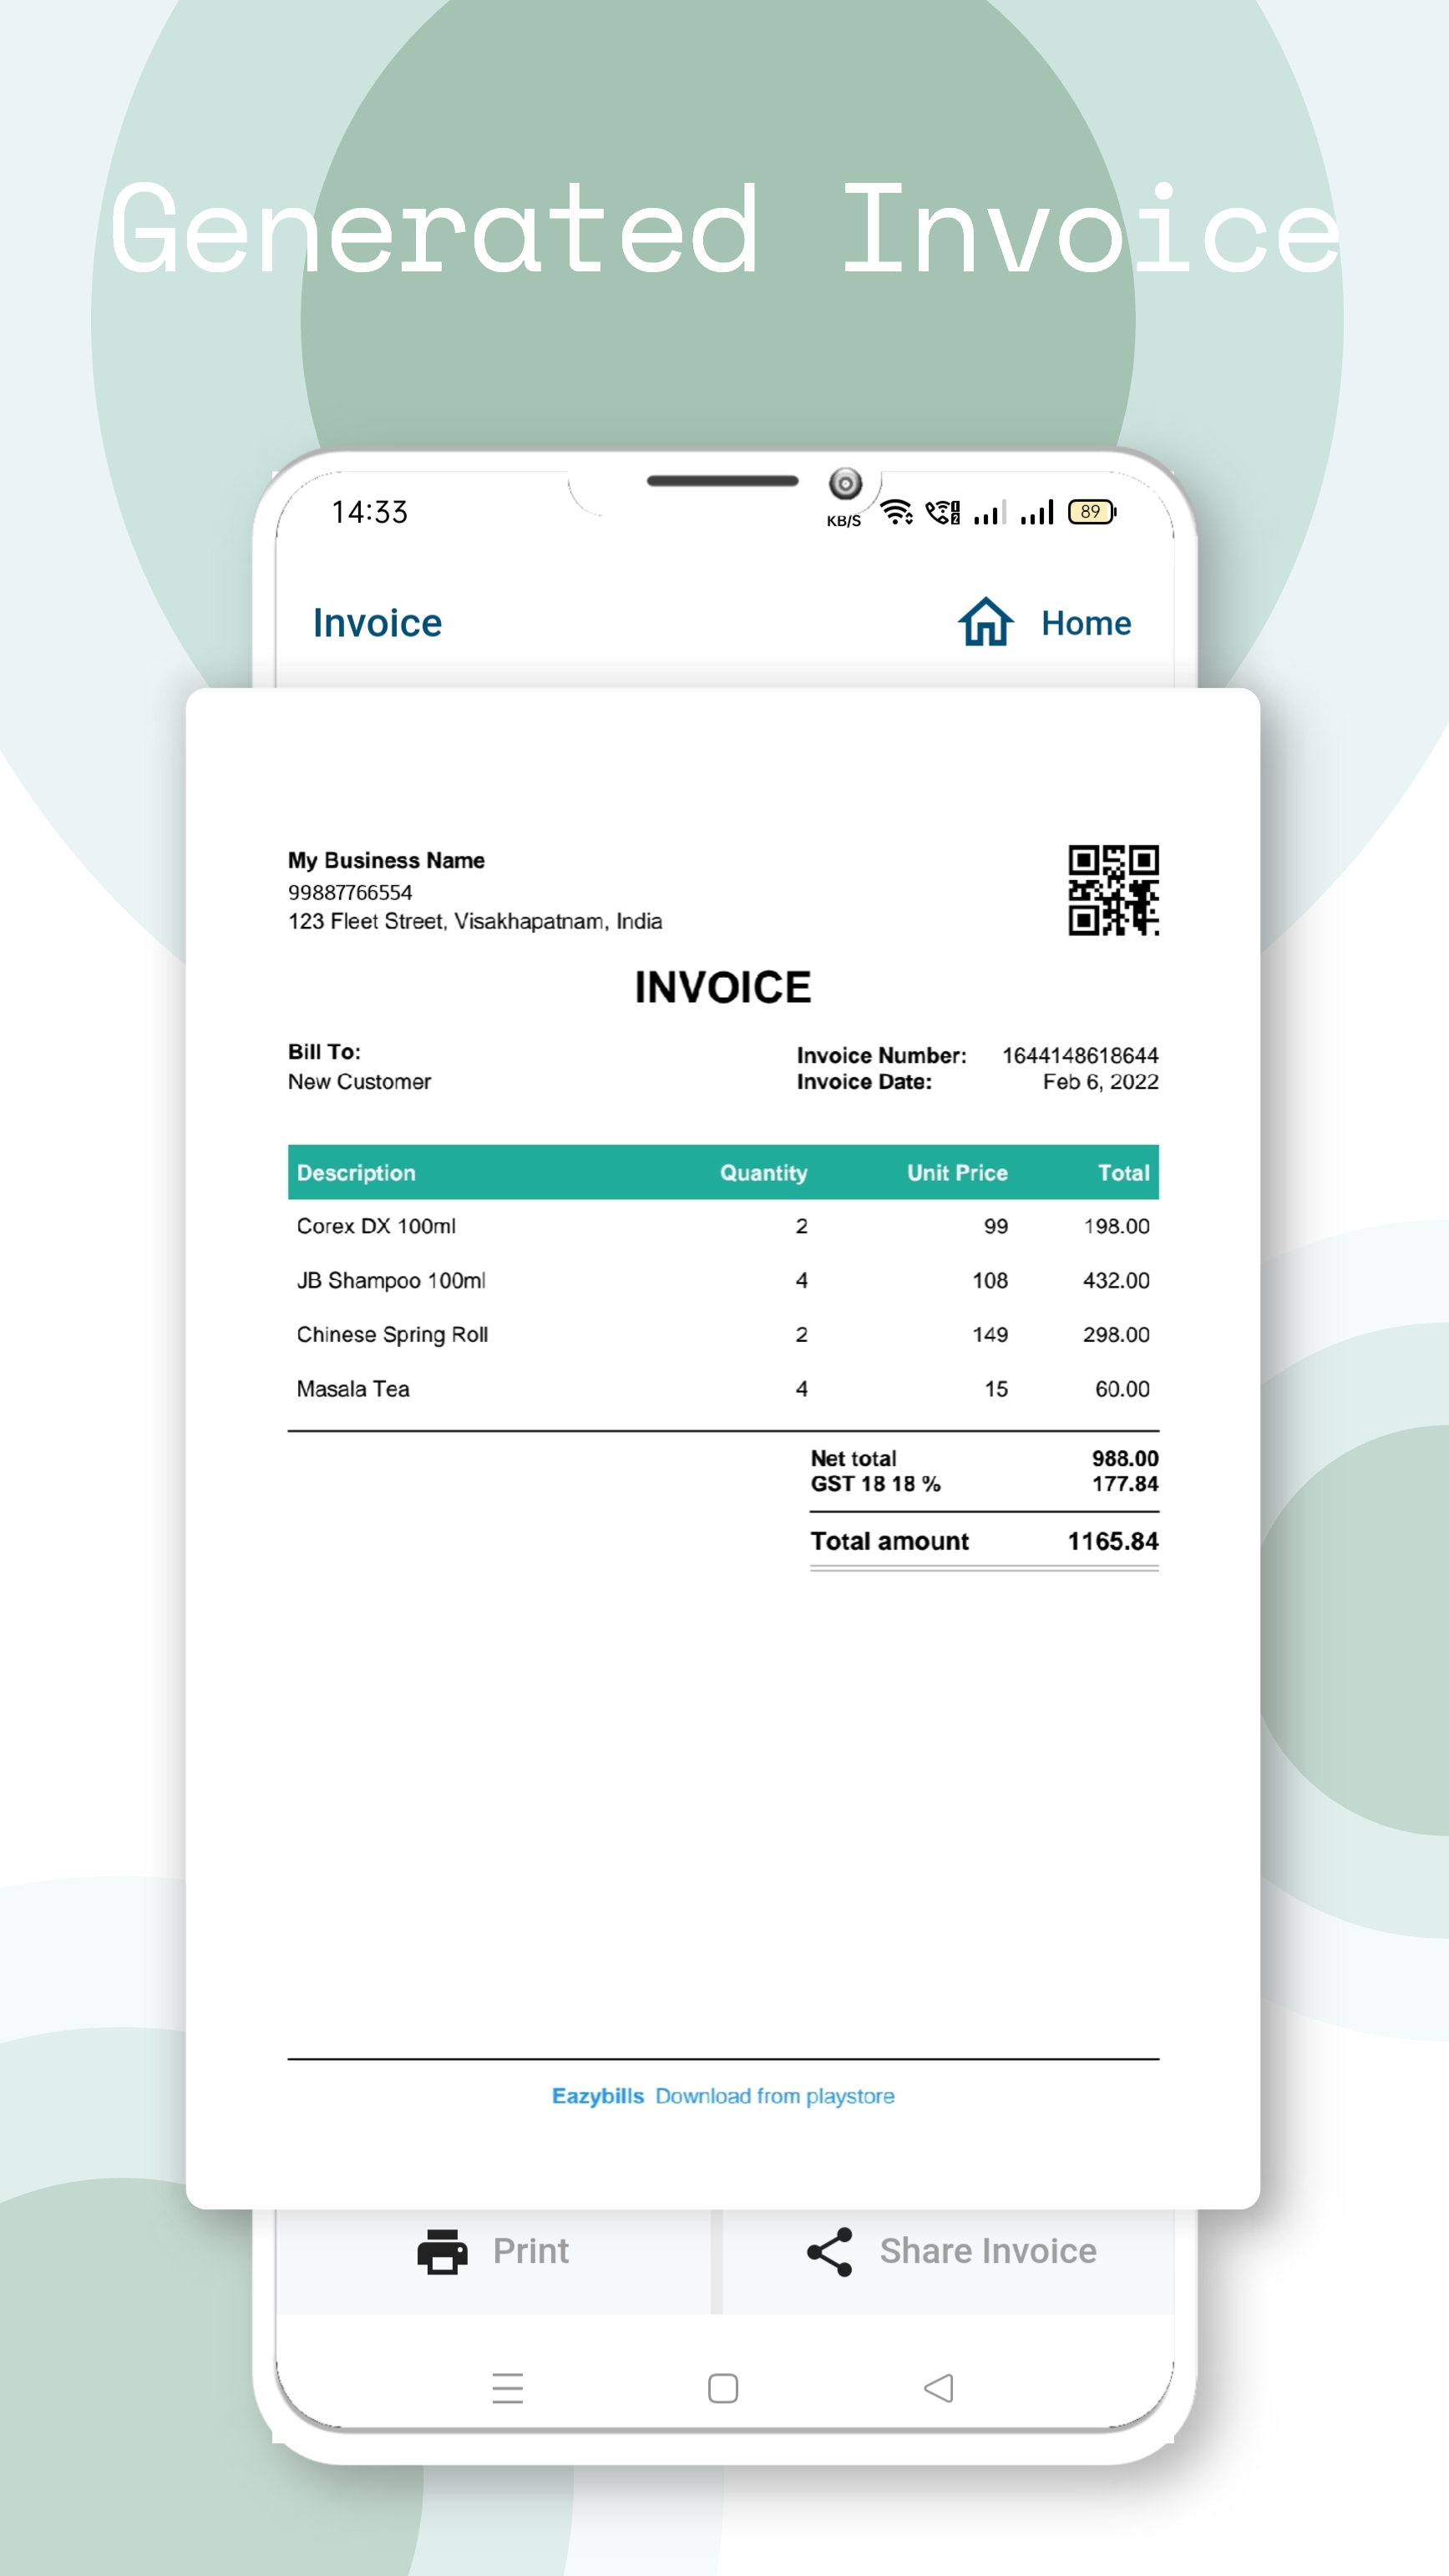 Generated Invoice
14:33 KB/S 89
Invoice Home
My Business Name
99887766554
123 Fleet Street, Visakhapatnam, India
INVOICE
Bill To:
New Customer
Invoice Number: 1644148618644
Invoice Date: Feb 6, 2022
Description Quantity Unit Price Total
Corex DX 100ml 2 99 198.00
JB Shampoo 100ml 4 108 432.00
Chinese Spring Roll 2 149 298.00
Masala Tea 4 15 60.00
Net total 988.00
GST 18 18 % 177.84
Total amount 1165.84
Eazybills Download from playstore
Print Share Invoice